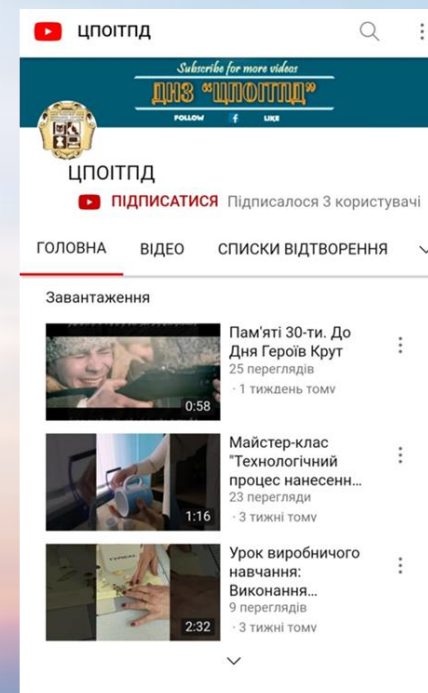 ЦПОІТПД
Subscribe for more videos
ДНЗ “ЦПОІТПД”
FOLLOW f LIKE
ЦПОІТПД
ПІДПИСАТИСЯ Підписалося 3 користувачі
ГОЛОВНА ВІДЕО СПИСКИ ВІДТВОРЕННЯ
Завантаження
Пам'яті 30-ти. До
Дня Героїв Крут
25 переглядів
· 1 тиждень тому
0:58
Майстер-клас
"Технологічний
процес нанесенн...
23 перегляди
· 3 тижні тому
1:16
Урок виробничого
навчання:
Виконання...
9 переглядів
· 3 тижні тому
TYPICAL
2:32